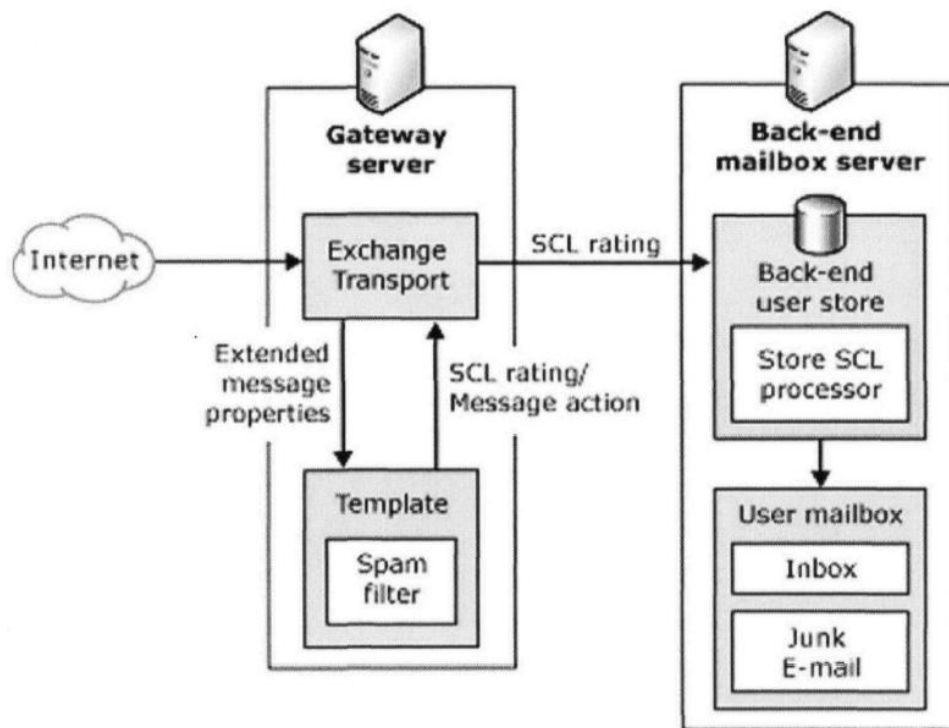 Gateway
server
Back-end
mailbox server
Internet
Exchange
Transport
SCL rating
Back-end
user store
Store SCL
processor
Extended
message
properties
SCL rating/
Message action
Template
Spam
filter
User mailbox
Inbox
Junk
E-mail